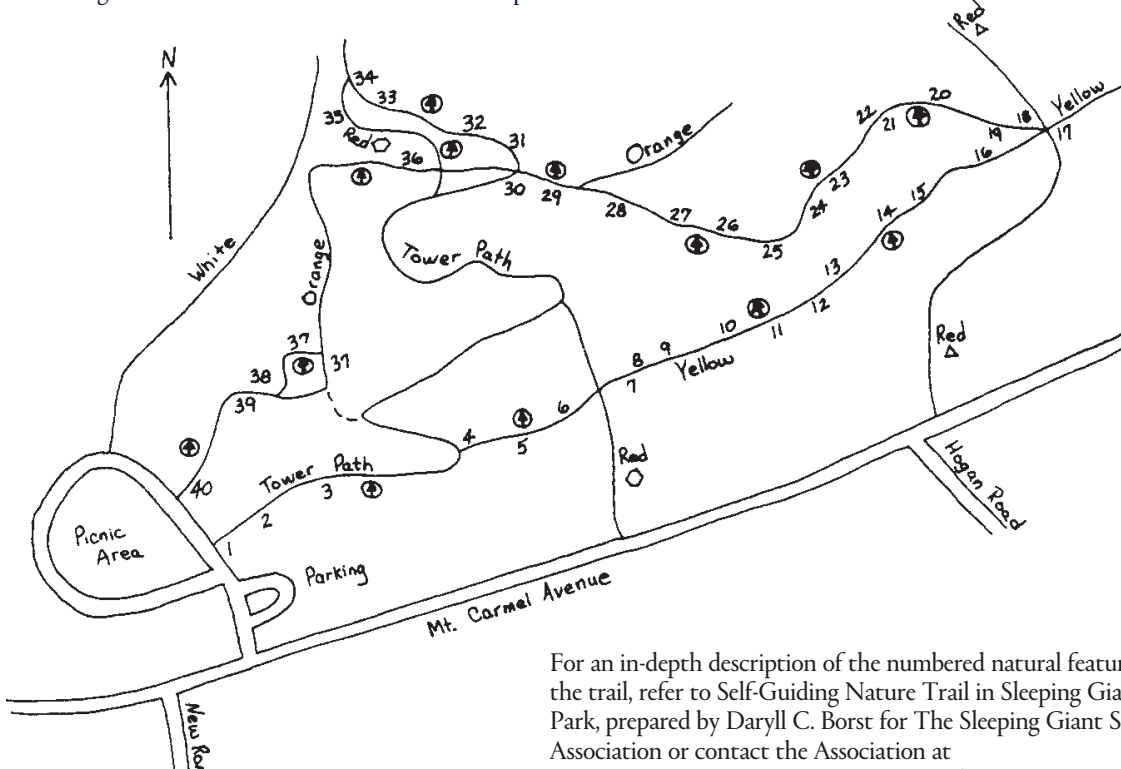 N
Red
34
33
32
35
Red
31
36
30
29
28
Orange
27
26
25
24
23
22
21
20
19
18
Yellow
17
16
15
14
13
12
11
10
9
8
7
Yellow
6
5
4
White
Orange
Tower Path
37
37
38
39
40
Tower Path
3
2
1
Picnic
Area
Parking
Red
Red
Hogan Road
Mt. Carmel Avenue
New
For an in-depth description of the numbered natural
the trail, refer to Self-Guiding Nature Trail in Sleeping
Park, prepared by Daryll C. Borst for The Sleeping Giant
Association or contact the Association at